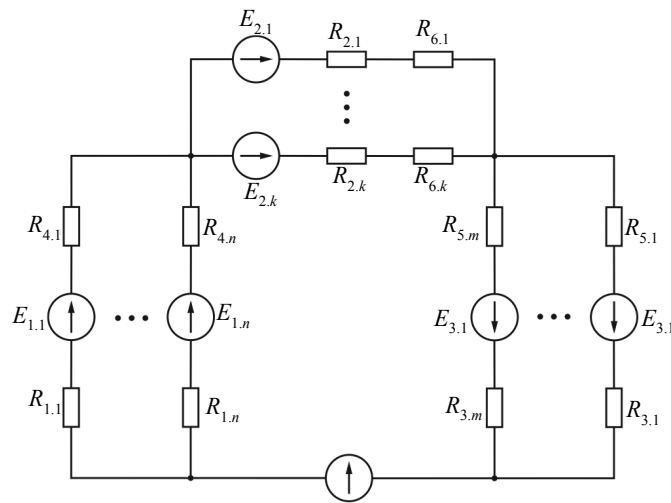 E2.1
R2.1
R6.1
E2.k
R2.k
R6.k
R4.1
R4.n
R5.m
R5.1
E1.1
E1.n
E3.1
E3.1
R1.1
R1.n
R3.m
R3.1